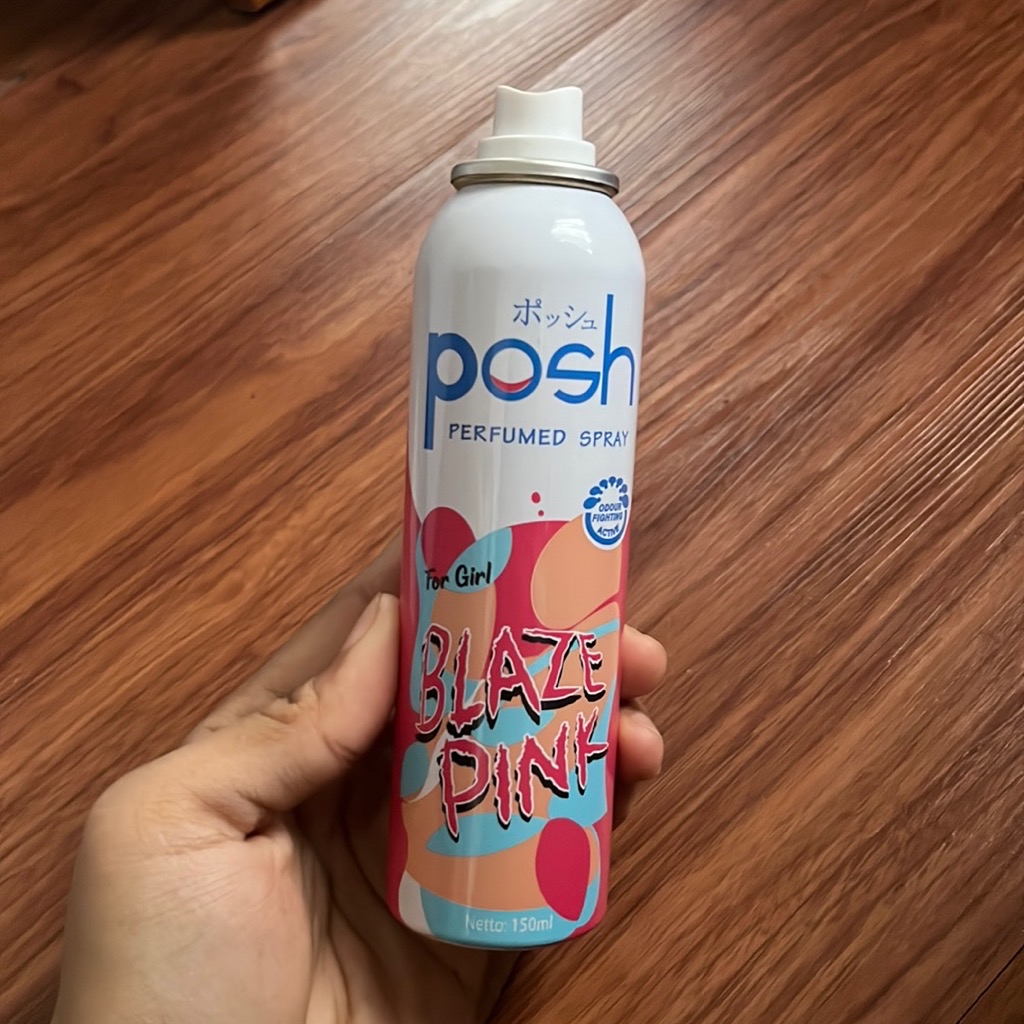 ポッシュ
posh
PERFUMED SPRAY
ODOUR
FIGHTING
ACTIVE
For Girl
BLAZE
PINK
Netto: 150ml